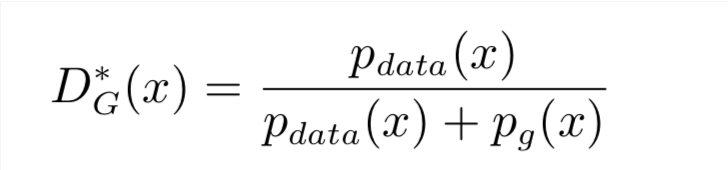 D*_G(x) = p_data(x) / (p_data(x) + p_g(x))